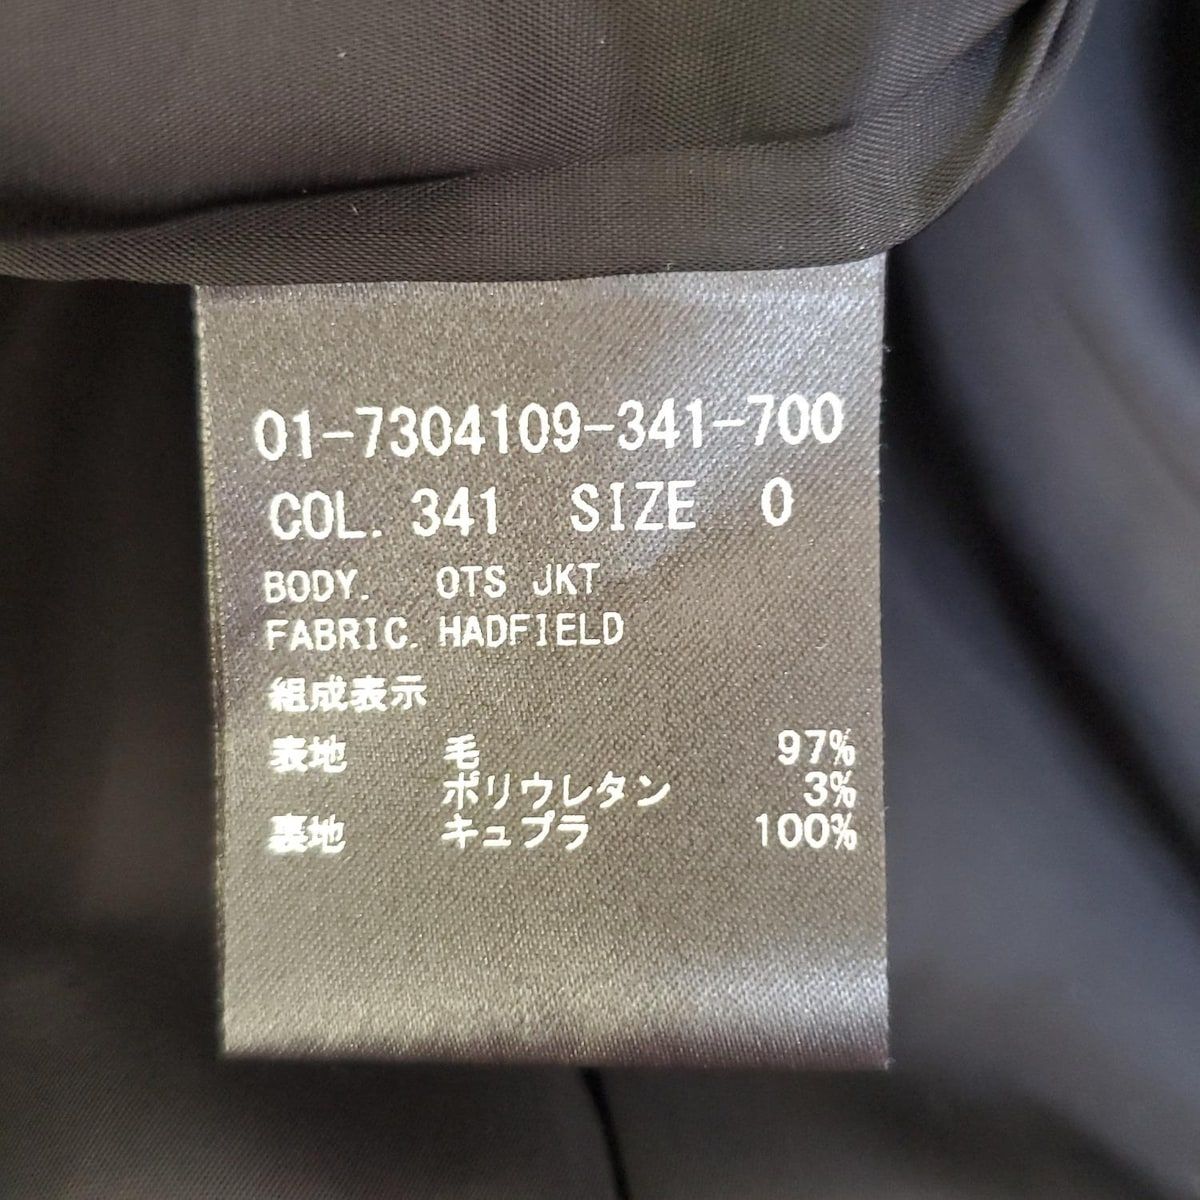 01-7304109-341-700
COL. 341 SIZE 0
BODY. OTS JKT
FABRIC. HADFIELD
組成表示
表地 毛 97%
ポリウレタン 3%
裏地 キュプラ 100%